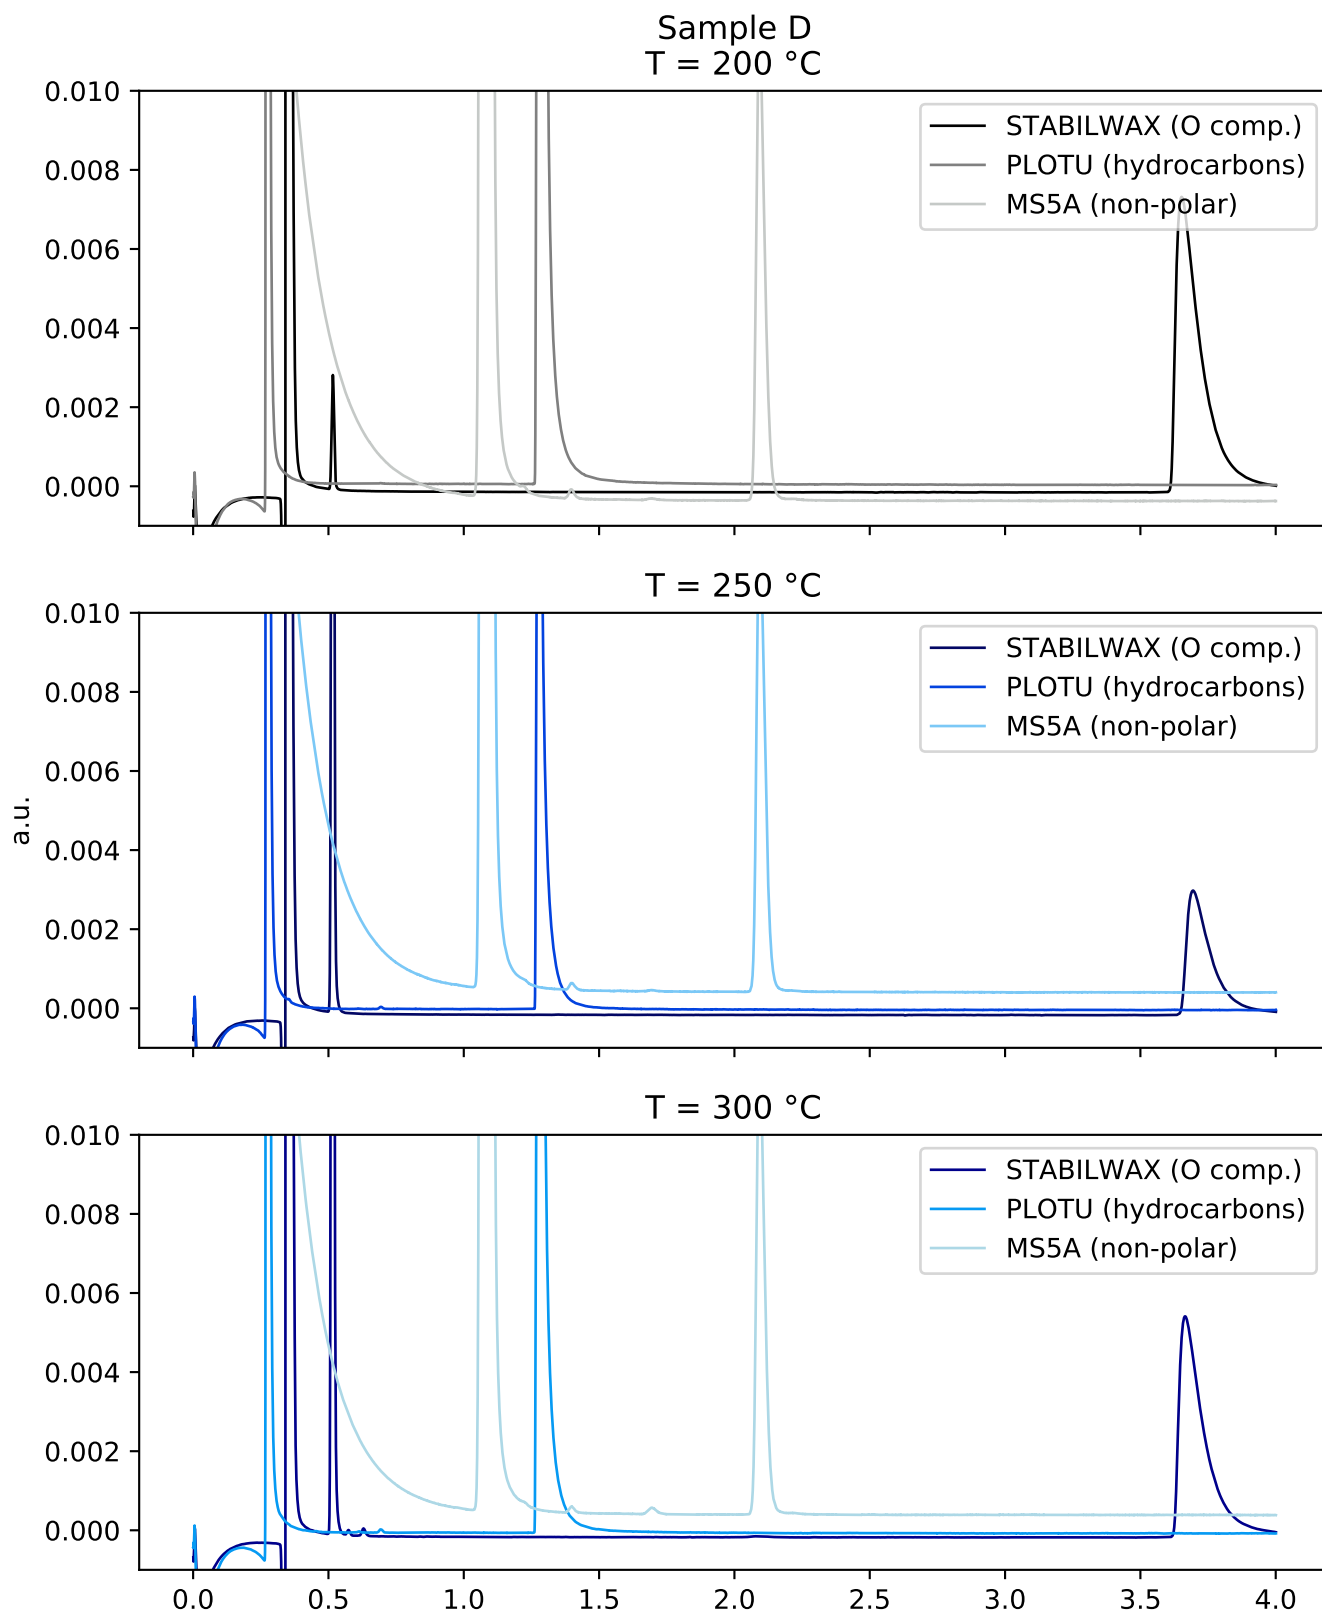 Sample D
T = 200 °C
0.010
0.008
0.006
0.004
0.002
0.000
STABILWAX (O comp.)
PLOTU (hydrocarbons)
MS5A (non-polar)
T = 250 °C
0.010
0.008
0.006
0.004
0.002
0.000
a.u.
STABILWAX (O comp.)
PLOTU (hydrocarbons)
MS5A (non-polar)
T = 300 °C
0.010
0.008
0.006
0.004
0.002
0.000
STABILWAX (O comp.)
PLOTU (hydrocarbons)
MS5A (non-polar)
0.0 0.5 1.0 1.5 2.0 2.5 3.0 3.5 4.0